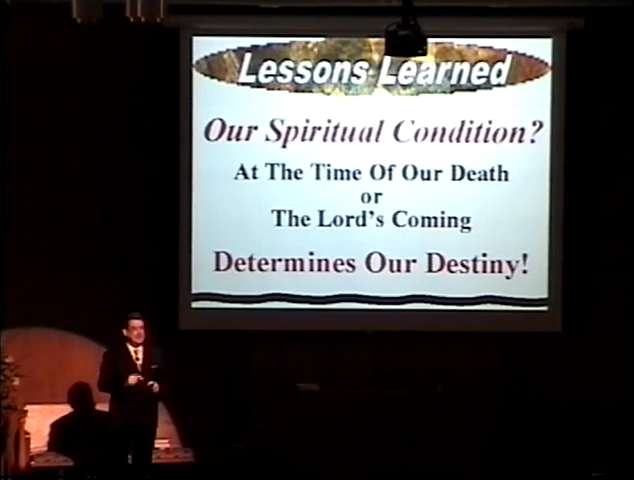 Lessons Learned
Our Spiritual Condition?
At The Time Of Our Death
or
The Lord's Coming
Determines Our Destiny!